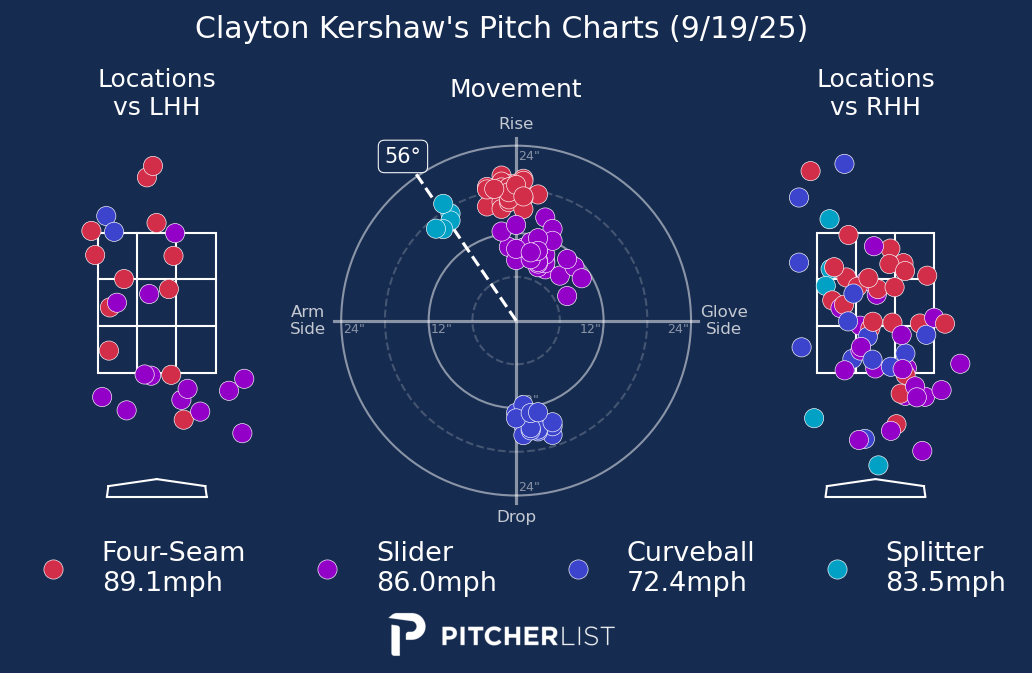 Clayton Kershaw's Pitch Charts (9/19/25)
Locations
vs LHH
Movement
Locations
vs RHH
Rise
56°
24"
Arm
Side
24"
12"
12"
24"
Glove
Side
24"
Drop
Four-Seam
89.1mph
Slider
86.0mph
Curveball
72.4mph
Splitter
83.5mph
PITCHERLIST